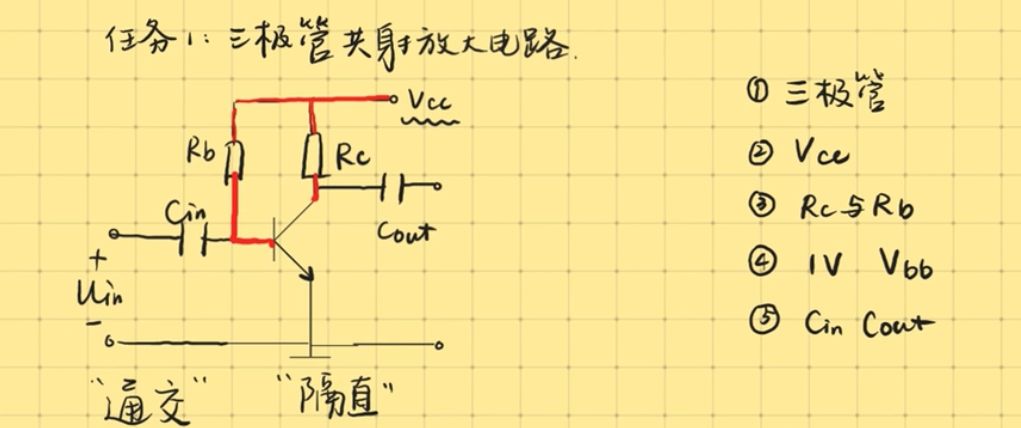 任务1：三极管共射放大电路.
Vcc
Rb
Rc
Cin
Cout
+
Uin
-
"通交" "隔直"
① 三极管
② Vcc
③ Rc与Rb
④ 1V Vbb
⑤ Cin Cout